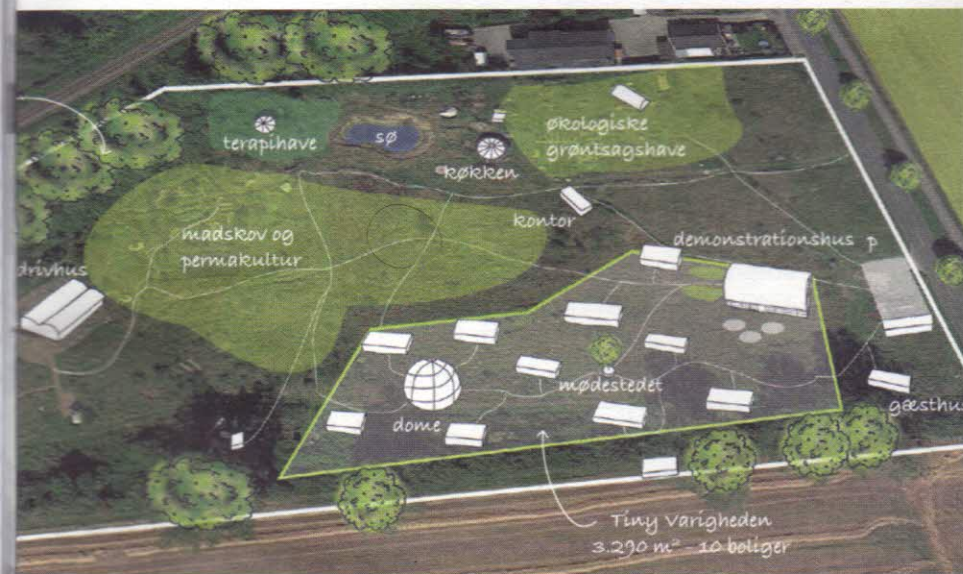 terapihave
sø
køkken
økologiske
grøntsagshave
kontor
madskov og
permakultur
demonstrationshus
p
drivhus
mødestedet
dome
gæsthus
Tiny Varigheden
3.290 m² - 10 boliger